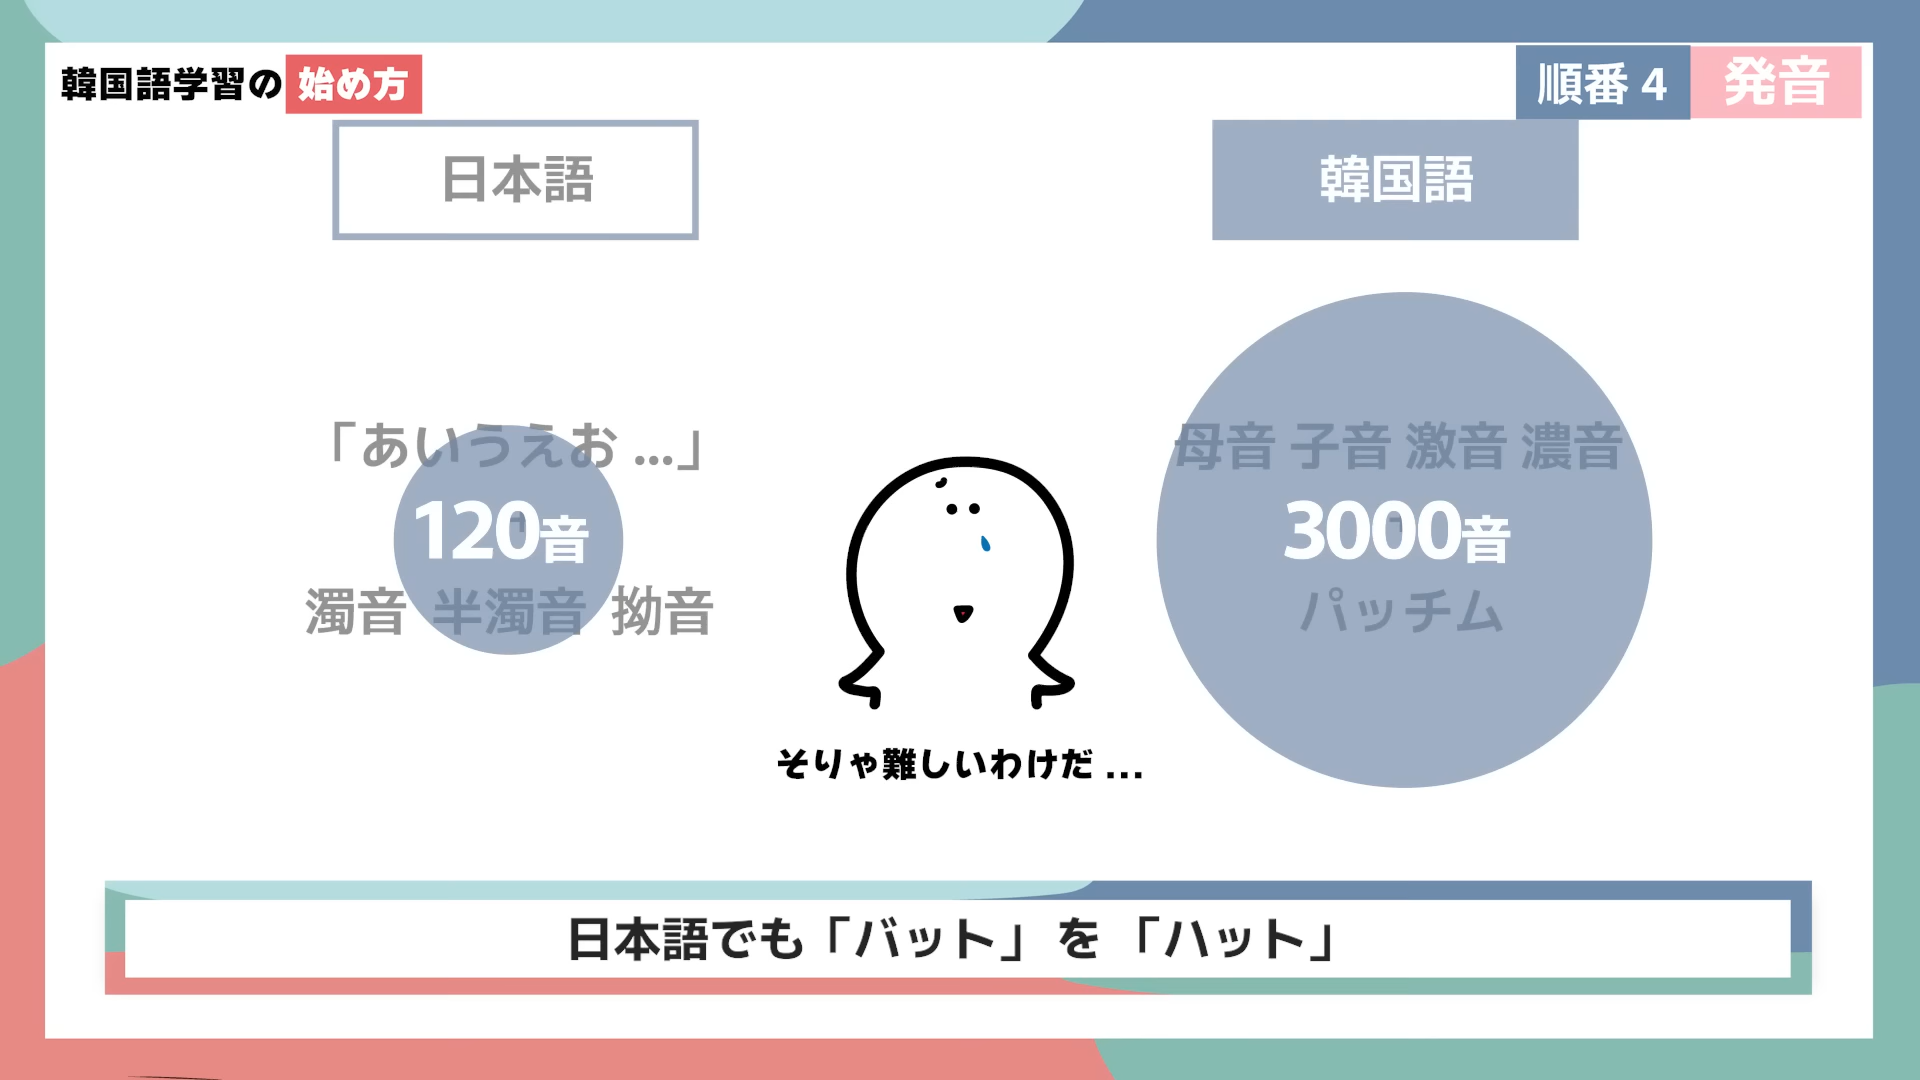 韓国語学習の 始め方
順番 4 発音
日本語
韓国語
「あいうえお ...」
120音
濁音 半濁音 拗音
母音 子音 激音 濃音
3000音
パッチム
そりゃ難しいわけだ ...
日本語でも「バット」を「ハット」